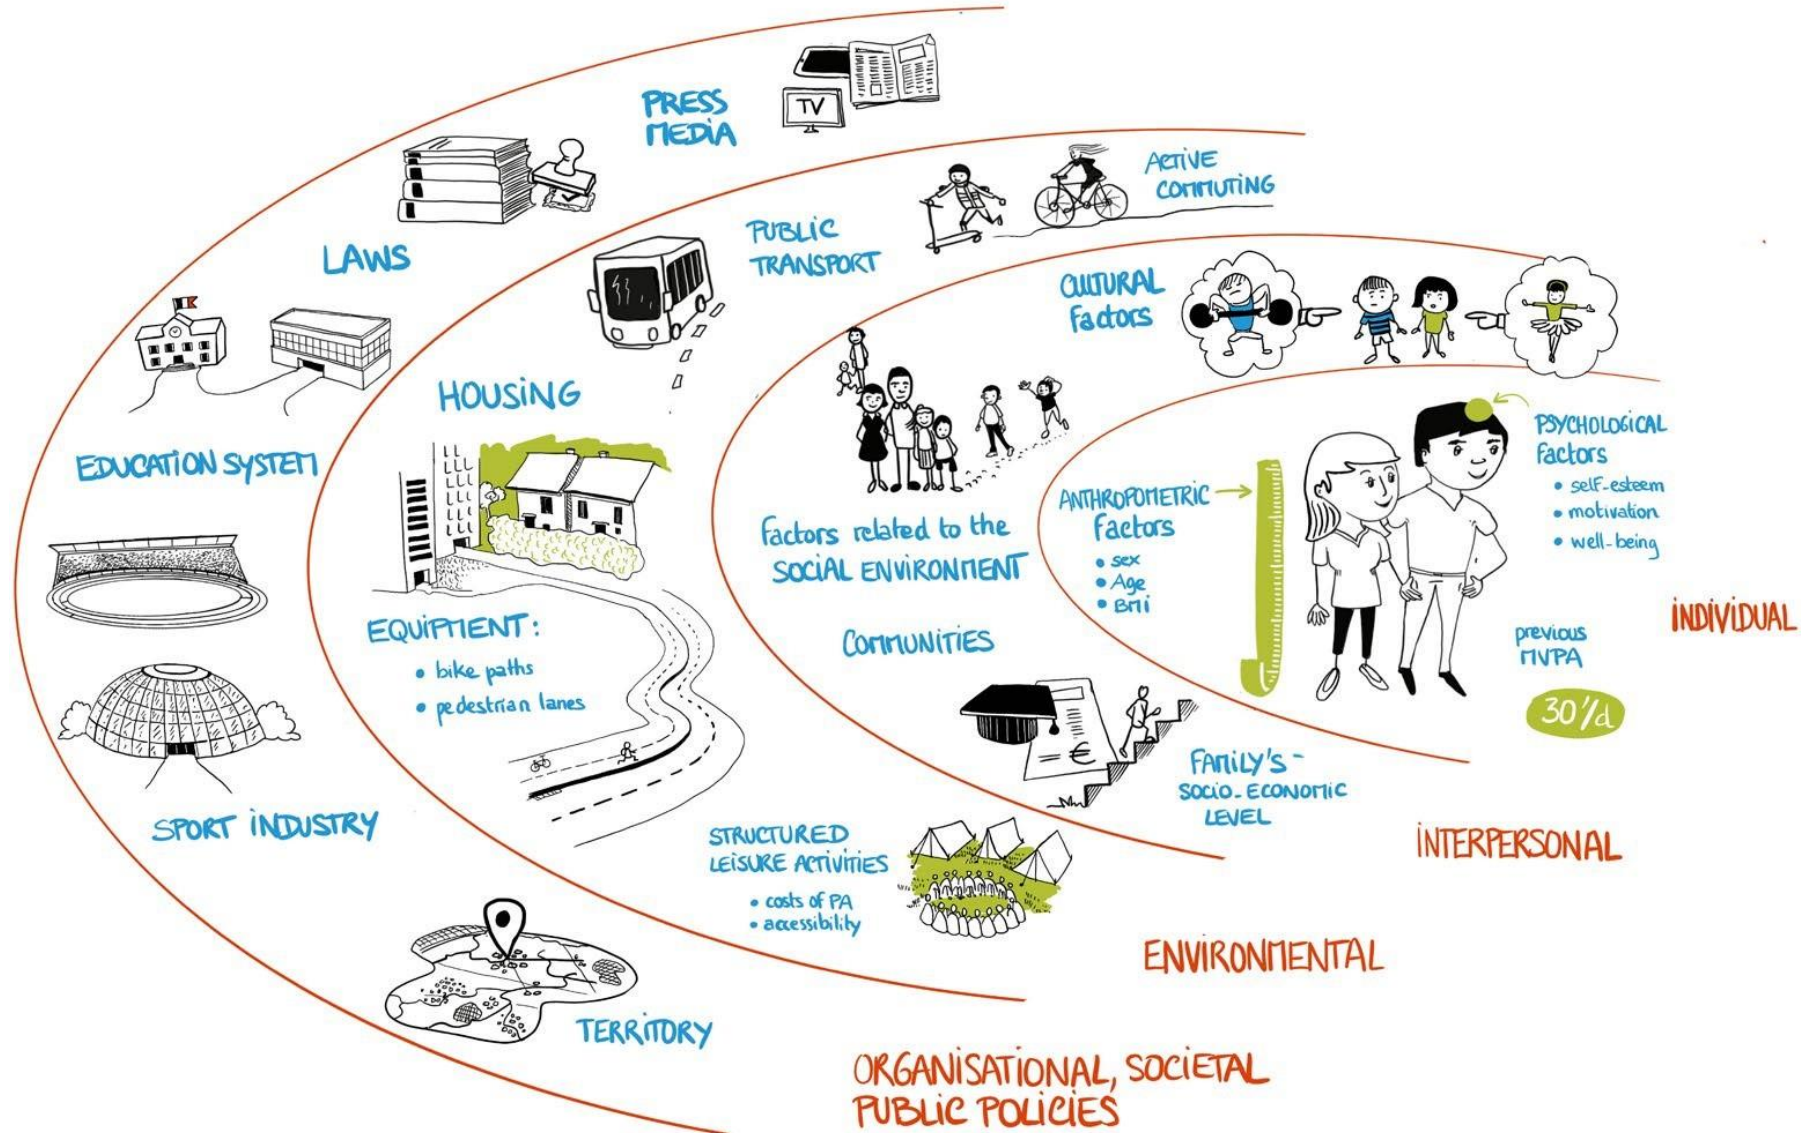 PRESS
MEDIA
TV
LAWS
EDUCATION SYSTEM
SPORT INDUSTRY
TERRITORY
ORGANISATIONAL, SOCIETAL
PUBLIC POLICIES
ACTIVE
COMMUTING
PUBLIC
TRANSPORT
HOUSING
EQUIPMENT:
• bike paths
• pedestrian lanes
STRUCTURED
LEISURE ACTIVITIES
• costs of PA
• accessibility
ENVIRONMENTAL
CULTURAL
factors
factors related to the
SOCIAL ENVIRONMENT
COMMUNITIES
€
FAMILY'S -
SOCIO-ECONOMIC
LEVEL
INTERPERSONAL
ANTHROPOMETRIC
factors
• sex
• Age
• BMI
PSYCHOLOGICAL
factors
• self-esteem
• motivation
• well-being
previous
MVPA
30'/d
INDIVIDUAL